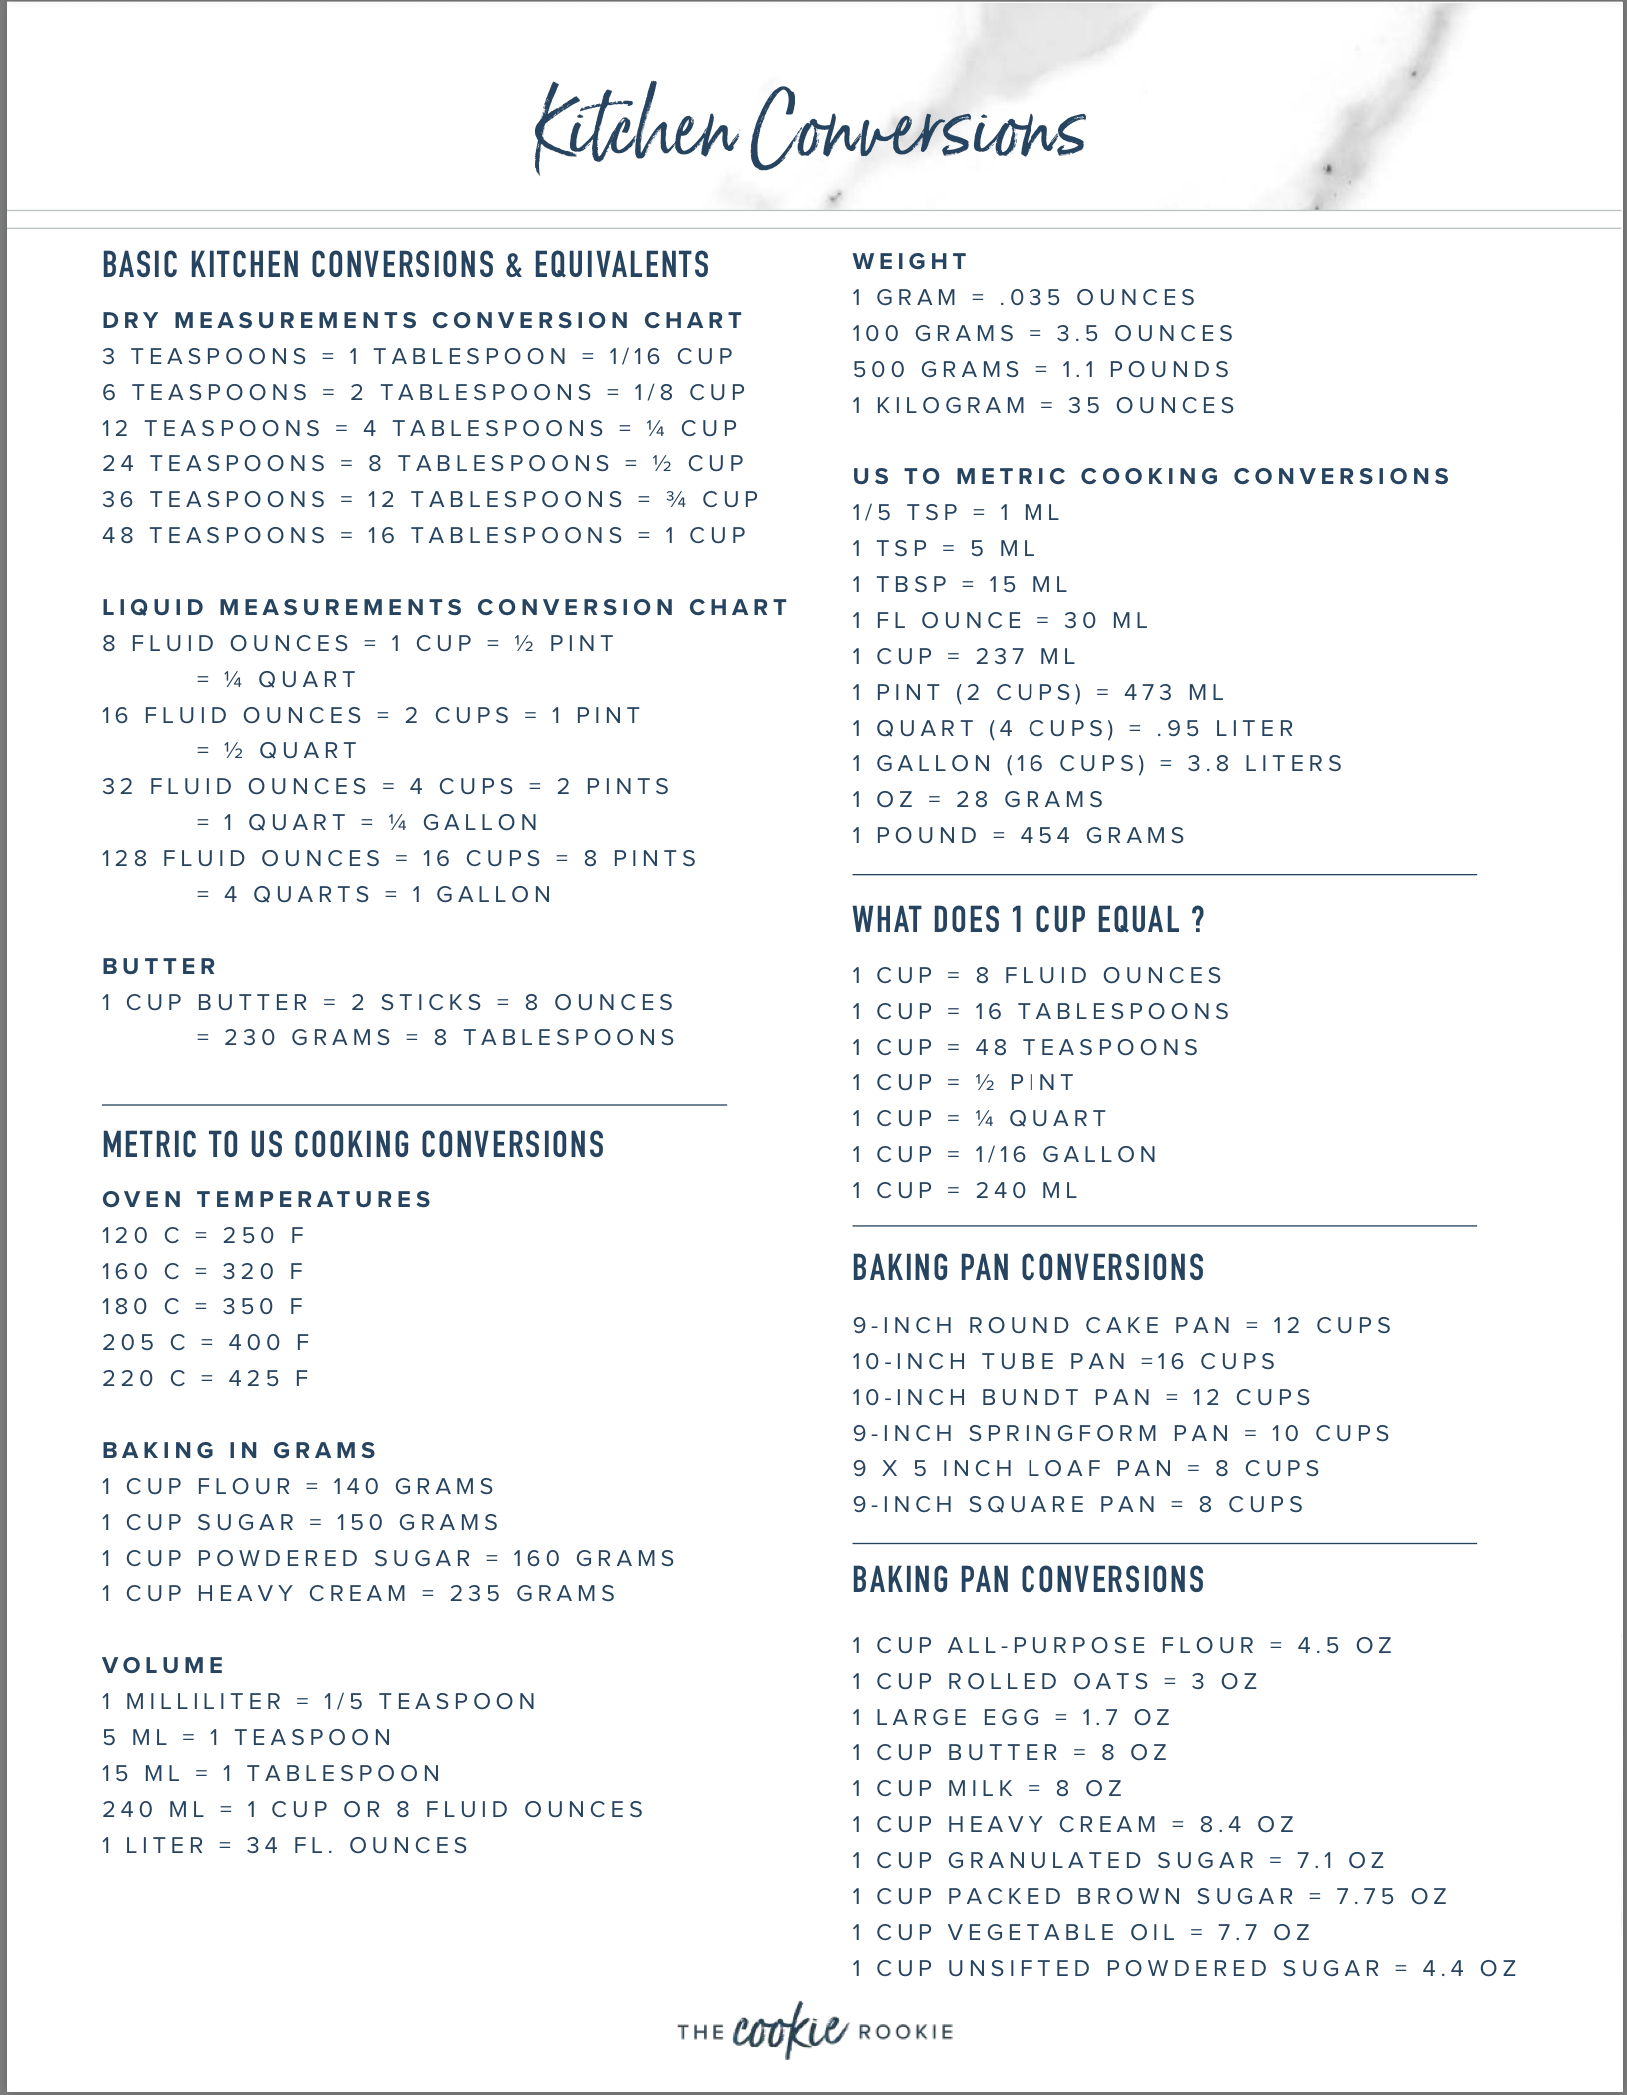 Kitchen Conversions
BASIC KITCHEN CONVERSIONS & EQUIVALENTS
DRY MEASUREMENTS CONVERSION CHART
3 TEASPOONS = 1 TABLESPOON = 1/16 CUP
6 TEASPOONS = 2 TABLESPOONS = 1/8 CUP
12 TEASPOONS = 4 TABLESPOONS = ¼ CUP
24 TEASPOONS = 8 TABLESPOONS = ½ CUP
36 TEASPOONS = 12 TABLESPOONS = ¾ CUP
48 TEASPOONS = 16 TABLESPOONS = 1 CUP
LIQUID MEASUREMENTS CONVERSION CHART
8 FLUID OUNCES = 1 CUP = ½ PINT
= ¼ QUART
16 FLUID OUNCES = 2 CUPS = 1 PINT
= ½ QUART
32 FLUID OUNCES = 4 CUPS = 2 PINTS
= 1 QUART = ¼ GALLON
128 FLUID OUNCES = 16 CUPS = 8 PINTS
= 4 QUARTS = 1 GALLON
BUTTER
1 CUP BUTTER = 2 STICKS = 8 OUNCES
= 230 GRAMS = 8 TABLESPOONS
METRIC TO US COOKING CONVERSIONS
OVEN TEMPERATURES
120 C = 250 F
160 C = 320 F
180 C = 350 F
205 C = 400 F
220 C = 425 F
BAKING IN GRAMS
1 CUP FLOUR = 140 GRAMS
1 CUP SUGAR = 150 GRAMS
1 CUP POWDERED SUGAR = 160 GRAMS
1 CUP HEAVY CREAM = 235 GRAMS
VOLUME
1 MILLILITER = 1/5 TEASPOON
5 ML = 1 TEASPOON
15 ML = 1 TABLESPOON
240 ML = 1 CUP OR 8 FLUID OUNCES
1 LITER = 34 FL. OUNCES
WEIGHT
1 GRAM = .035 OUNCES
100 GRAMS = 3.5 OUNCES
500 GRAMS = 1.1 POUNDS
1 KILOGRAM = 35 OUNCES
US TO METRIC COOKING CONVERSIONS
1/5 TSP = 1 ML
1 TSP = 5 ML
1 TBSP = 15 ML
1 FL OUNCE = 30 ML
1 CUP = 237 ML
1 PINT (2 CUPS) = 473 ML
1 QUART (4 CUPS) = .95 LITER
1 GALLON (16 CUPS) = 3.8 LITERS
1 OZ = 28 GRAMS
1 POUND = 454 GRAMS
WHAT DOES 1 CUP EQUAL ?
1 CUP = 8 FLUID OUNCES
1 CUP = 16 TABLESPOONS
1 CUP = 48 TEASPOONS
1 CUP = ½ PINT
1 CUP = ¼ QUART
1 CUP = 1/16 GALLON
1 CUP = 240 ML
BAKING PAN CONVERSIONS
9-INCH ROUND CAKE PAN = 12 CUPS
10-INCH TUBE PAN =16 CUPS
10-INCH BUNDT PAN = 12 CUPS
9-INCH SPRINGFORM PAN = 10 CUPS
9 X 5 INCH LOAF PAN = 8 CUPS
9-INCH SQUARE PAN = 8 CUPS
BAKING PAN CONVERSIONS
1 CUP ALL-PURPOSE FLOUR = 4.5 OZ
1 CUP ROLLED OATS = 3 OZ
1 LARGE EGG = 1.7 OZ
1 CUP BUTTER = 8 OZ
1 CUP MILK = 8 OZ
1 CUP HEAVY CREAM = 8.4 OZ
1 CUP GRANULATED SUGAR = 7.1 OZ
1 CUP PACKED BROWN SUGAR = 7.75 OZ
1 CUP VEGETABLE OIL = 7.7 OZ
1 CUP UNSIFTED POWDERED SUGAR = 4.4 OZ
THE cookie ROOKIE